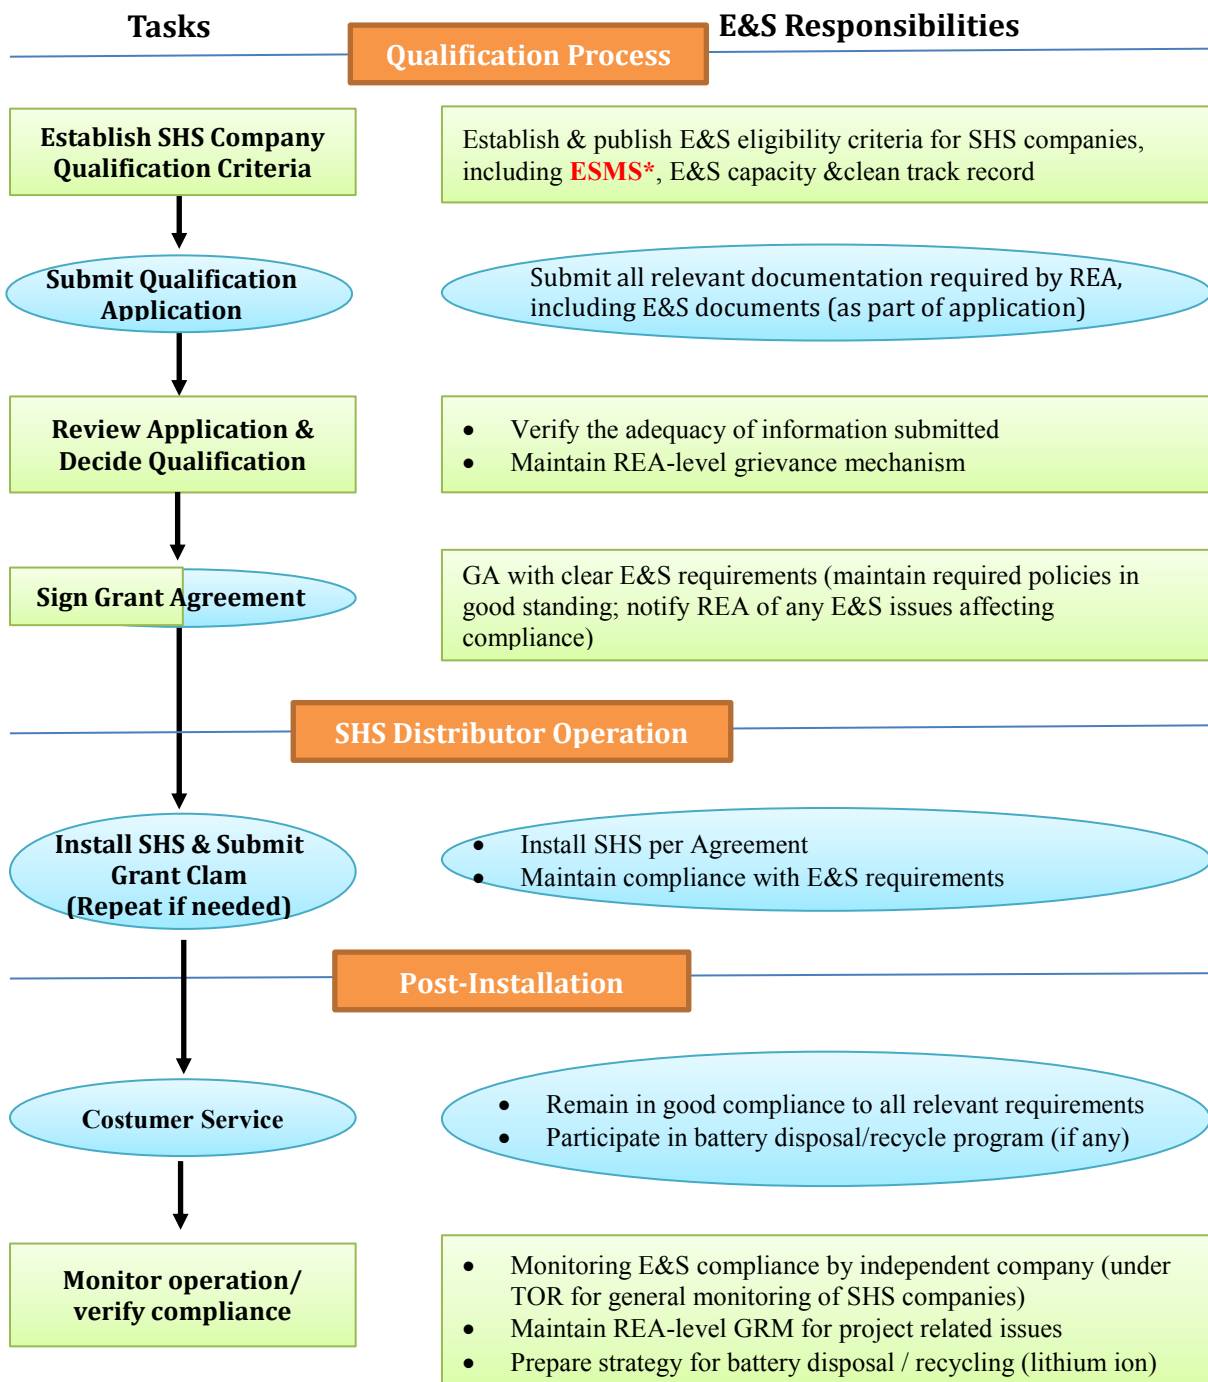 Tasks
E&S Responsibilities
Qualification Process
Establish SHS Company
Qualification Criteria
Establish & publish E&S eligibility criteria for SHS companies,
including ESMS*, E&S capacity &clean track record
Submit Qualification
Application
Submit all relevant documentation required by REA,
including E&S documents (as part of application)
Review Application &
Decide Qualification
• Verify the adequacy of information submitted
• Maintain REA-level grievance mechanism
Sign Grant Agreement
GA with clear E&S requirements (maintain required policies in
good standing; notify REA of any E&S issues affecting
compliance)
SHS Distributor Operation
Install SHS & Submit
Grant Clam
(Repeat if needed)
• Install SHS per Agreement
• Maintain compliance with E&S requirements
Post-Installation
Costumer Service
• Remain in good compliance to all relevant requirements
• Participate in battery disposal/recycle program (if any)
Monitor operation/
verify compliance
• Monitoring E&S compliance by independent company (under
TOR for general monitoring of SHS companies)
• Maintain REA-level GRM for project related issues
• Prepare strategy for battery disposal / recycling (lithium ion)